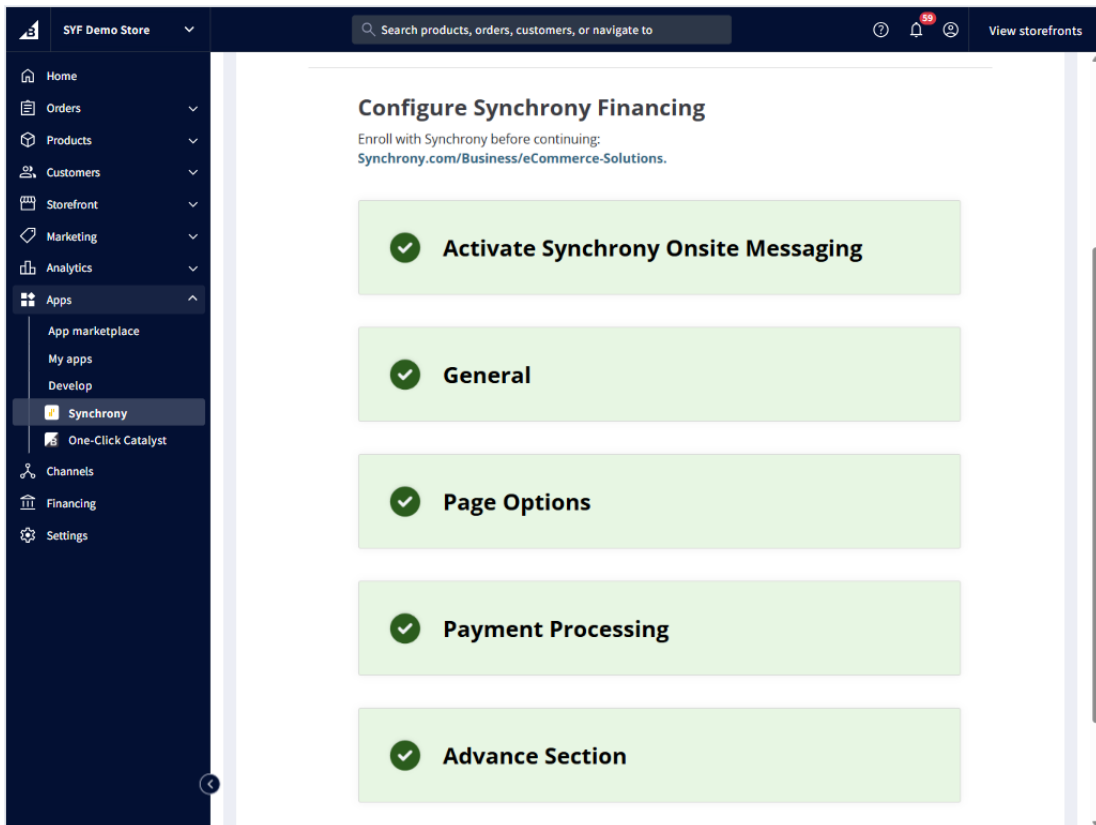 SYF Demo Store
Search products, orders, customers, or navigate to
59
View storefronts
Home
Orders
Products
Customers
Storefront
Marketing
Analytics
Apps
App marketplace
My apps
Develop
Synchrony
One-Click Catalyst
Channels
Financing
Settings
Configure Synchrony Financing
Enroll with Synchrony before continuing:
Synchrony.com/Business/eCommerce-Solutions.
Activate Synchrony Onsite Messaging
General
Page Options
Payment Processing
Advance Section